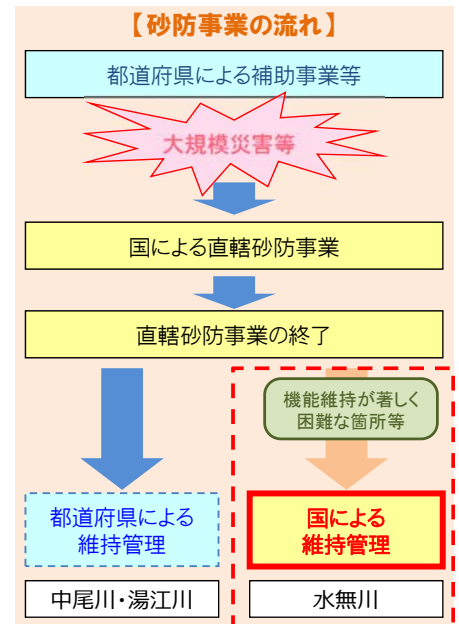 【砂防事業の流れ】
都道府県による補助事業等
大規模災害等
国による直轄砂防事業
直轄砂防事業の終了
機能維持が著しく
困難な箇所等
都道府県による
維持管理
国による
維持管理
中尾川・湯江川
水無川